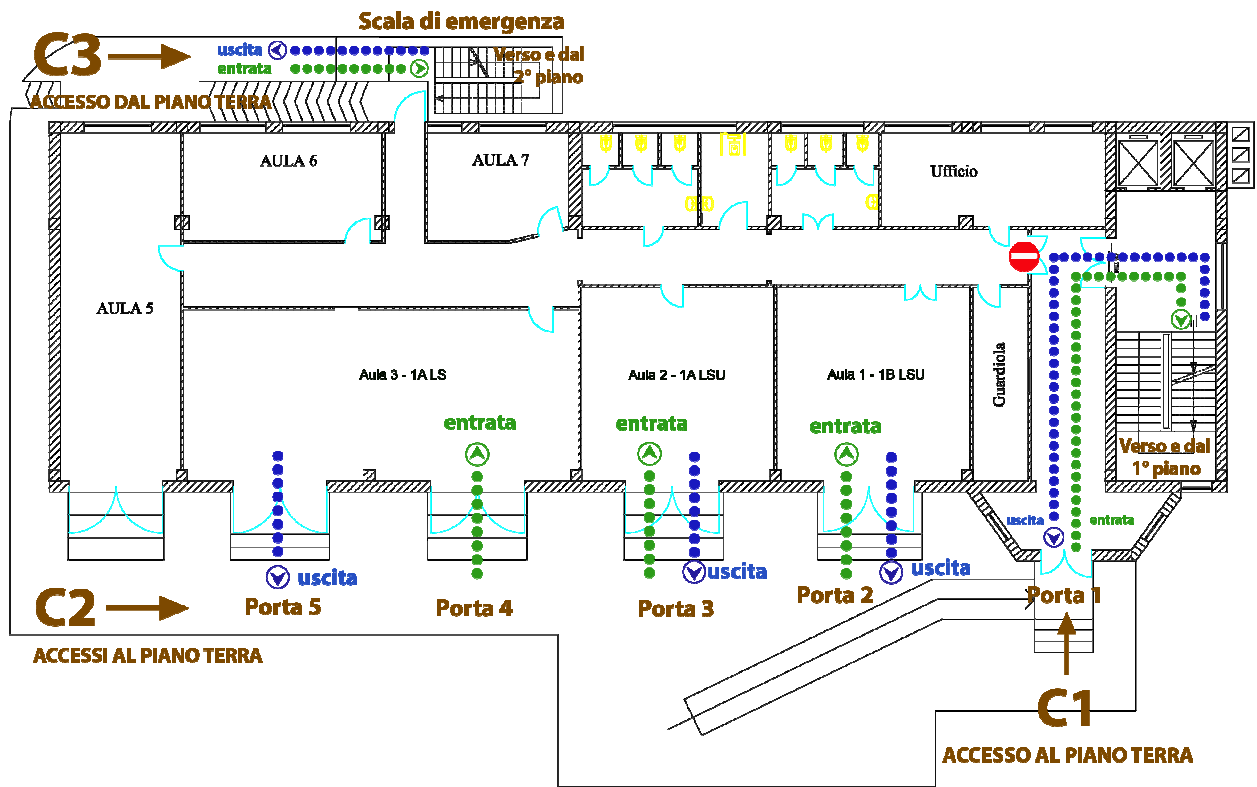 Scala di emergenza
C3
uscita
entrata
Verso e dal
2° piano
ACCESSO DAL PIANO TERRA
AULA 6
AULA 7
Ufficio
AULA 5
Aula 3 - 1A LS
Aula 2 - 1A LSU
Aula 1 - 1B LSU
Guardiola
entrata
entrata
entrata
Verso e dal
1° piano
uscita
entrata
uscita
uscita
uscita
Porta 5
Porta 4
Porta 3
Porta 2
Porta 1
C2
ACCESSI AL PIANO TERRA
C1
ACCESSO AL PIANO TERRA